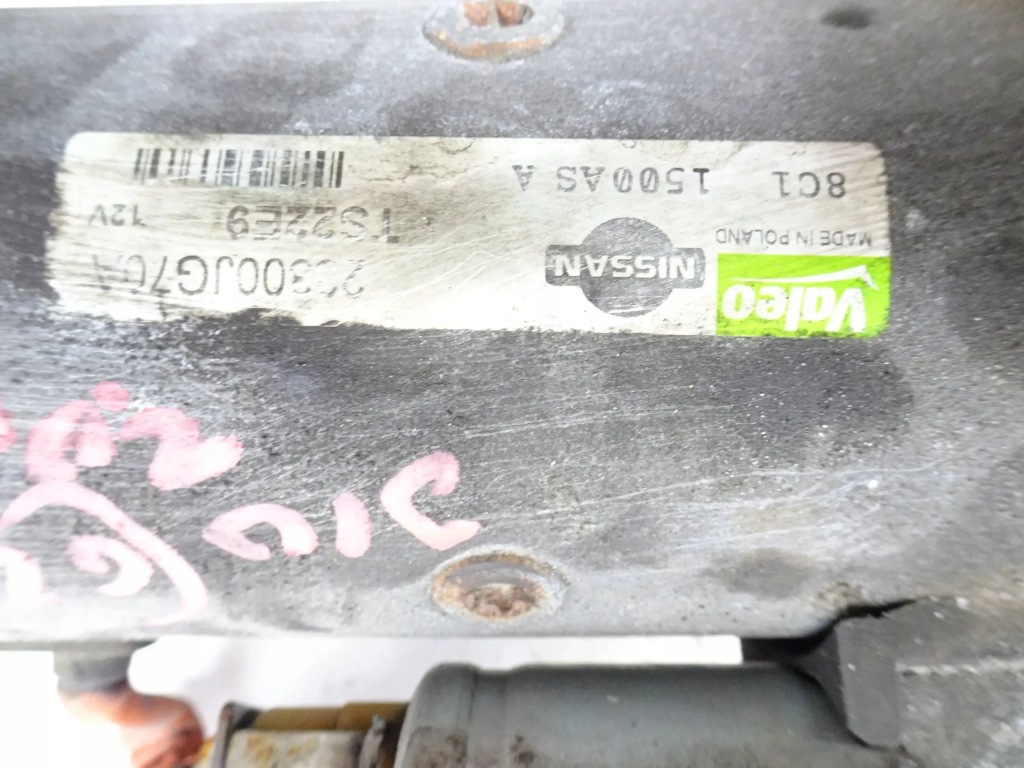 Valeo
MADE IN POLAND
8C1 1500AS A
NISSAN
23300JG70A
TS22E9 12V